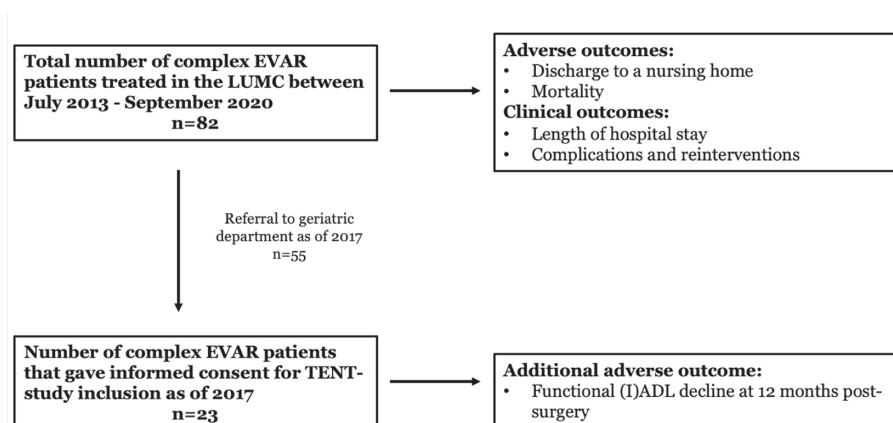 Total number of complex EVAR
patients treated in the LUMC between
July 2013 - September 2020
n=82
Adverse outcomes:
• Discharge to a nursing home
• Mortality
Clinical outcomes:
• Length of hospital stay
• Complications and reinterventions
Referral to geriatric
department as of 2017
n=55
Number of complex EVAR patients
that gave informed consent for TENT-
study inclusion as of 2017
n=23
Additional adverse outcome:
• Functional (I)ADL decline at 12 months post-
surgery